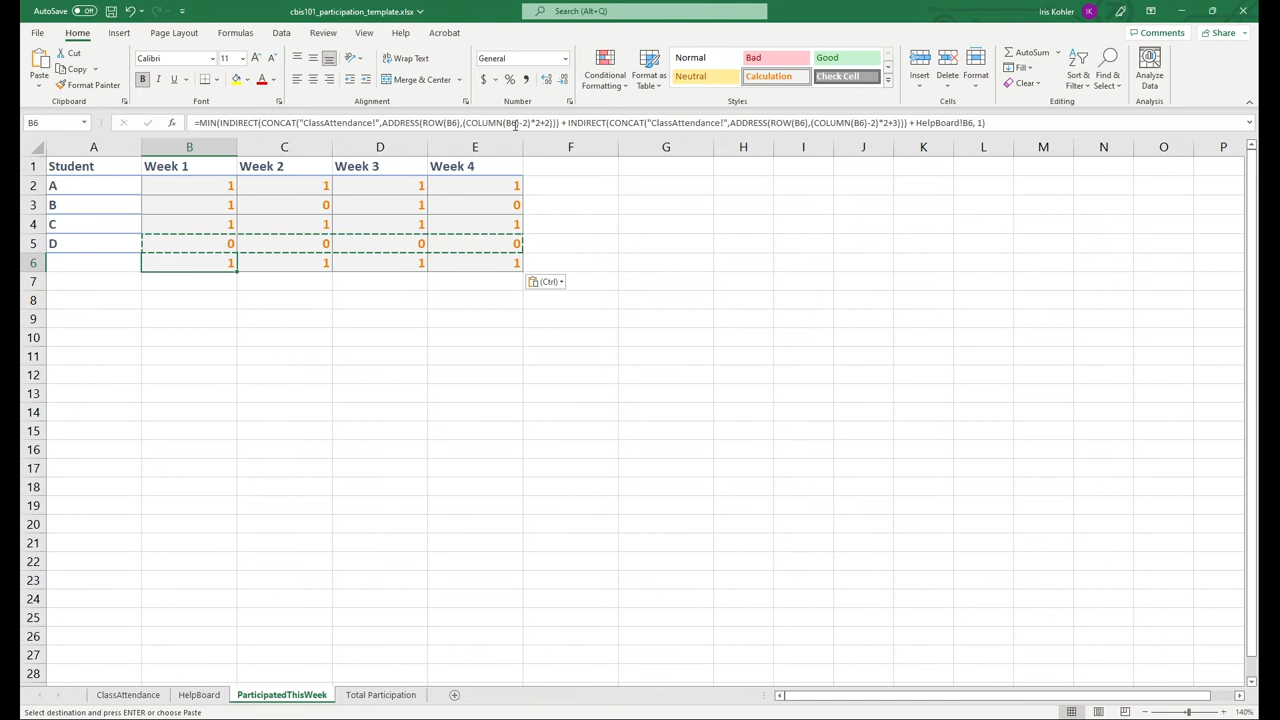 AutoSave Off cbis101_participation_template.xlsx Search (Alt+Q) Iris Kohler IK
File Home Insert Page Layout Formulas Data Review View Help Acrobat Comments Share
Paste Cut Copy Format Painter Clipboard
Calibri 11 A A B I U A Font
ab Wrap Text Merge & Center Alignment
General $ % , Number
Conditional Formatting Format as Table Normal Bad Good Neutral Calculation Check Cell Styles
Insert Delete Format Cells
AutoSum Fill Clear Sort & Filter Find & Select Editing
Analyze Data Analysis
B6 fx =MIN(INDIRECT(CONCAT("ClassAttendance!",ADDRESS(ROW(B6),(COLUMN(B6)-2)*2+2))) + INDIRECT(CONCAT("ClassAttendance!",ADDRESS(ROW(B6),(COLUMN(B6)-2)*2+3))) + HelpBoard!B6, 1)
A B C D E F G H I J K L M N O P
1 Student Week 1 Week 2 Week 3 Week 4
2 A 1 1 1 1
3 B 1 0 1 0
4 C 1 1 1 1
5 D 0 0 0 0
6 1 1 1 1
7 (Ctrl)
8
9
10
11
12
13
14
15
16
17
18
19
20
21
22
23
24
25
26
27
28
ClassAttendance HelpBoard ParticipatedThisWeek Total Participation
Select destination and press ENTER or choose Paste 140%